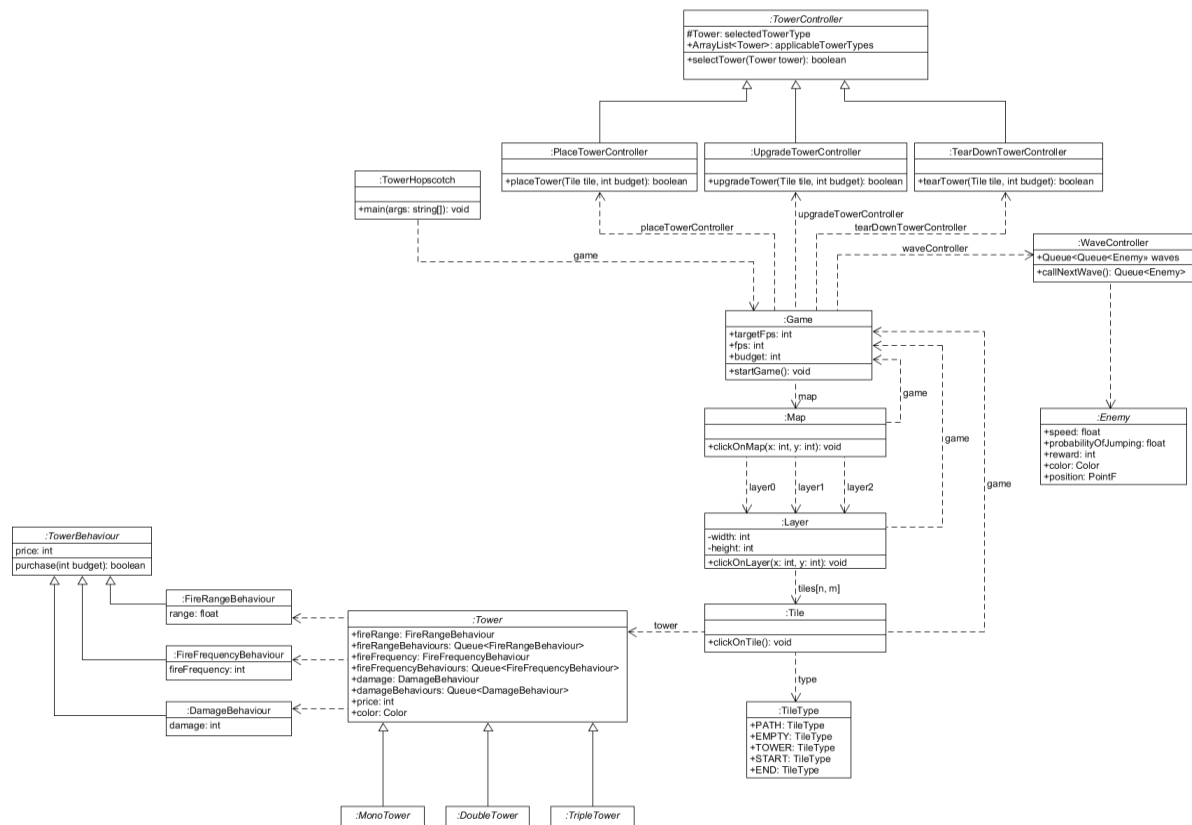 :TowerController
#Tower: selectedTowerType
+ArrayList<Tower>: applicableTowerTypes
+selectTower(Tower tower): boolean
:PlaceTowerController
+placeTower(Tile tile, int budget): boolean
:UpgradeTowerController
+upgradeTower(Tile tile, int budget): boolean
:TearDownTowerController
+tearTower(Tile tile, int budget): boolean
:TowerHopscotch
+main(args: string[]): void
placeTowerController
upgradeTowerController
tearDownTowerController
waveController
game
:WaveController
+Queue<Queue<Enemy>> waves
+callNextWave(): Queue<Enemy>
:Game
+targetFps: int
+fps: int
+budget: int
+startGame(): void
map
game
:Map
+clickOnMap(x: int, y: int): void
game
:Enemy
+speed: float
+probabilityOfJumping: float
+reward: int
+color: Color
+position: PointF
layer0
layer1
layer2
game
:Layer
-width: int
-height: int
+clickOnLayer(x: int, y: int): void
tiles[n, m]
:TowerBehaviour
price: int
purchase(int budget): boolean
:FireRangeBehaviour
range: float
:FireFrequencyBehaviour
fireFrequency: int
:DamageBehaviour
damage: int
:Tower
+fireRange: FireRangeBehaviour
+fireRangeBehaviours: Queue<FireRangeBehaviour>
+fireFrequency: FireFrequencyBehaviour
+fireFrequencyBehaviours: Queue<FireFrequencyBehaviour>
+damage: DamageBehaviour
+damageBehaviours: Queue<DamageBehaviour>
+price: int
+color: Color
tower
:Tile
+clickOnTile(): void
type
:TileType
+PATH: TileType
+EMPTY: TileType
+TOWER: TileType
+START: TileType
+END: TileType
:MonoTower
:DoubleTower
:TripleTower